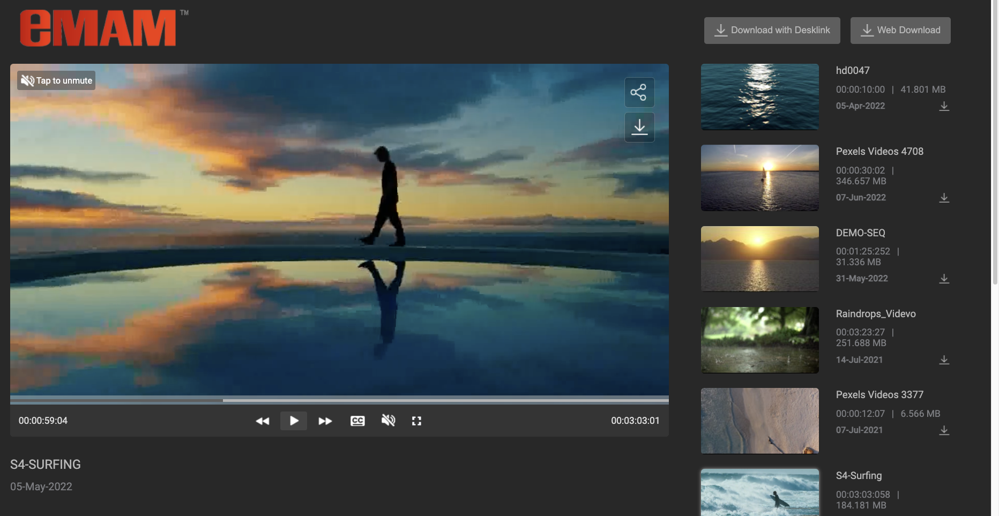 eMAM™
Download with Desklink
Web Download
Tap to unmute
00:00:59:04
CC
00:03:03:01
S4-SURFING
05-May-2022
hd0047
00:00:10:00 | 41.801 MB
05-Apr-2022
Pexels Videos 4708
00:00:30:02 |
346.657 MB
07-Jun-2022
DEMO-SEQ
00:01:25:252 |
31.336 MB
31-May-2022
Raindrops_Videvo
00:03:23:27 |
251.688 MB
14-Jul-2021
Pexels Videos 3377
00:00:12:07 | 6.566 MB
07-Jul-2021
S4-Surfing
00:03:03:058 |
184.181 MB